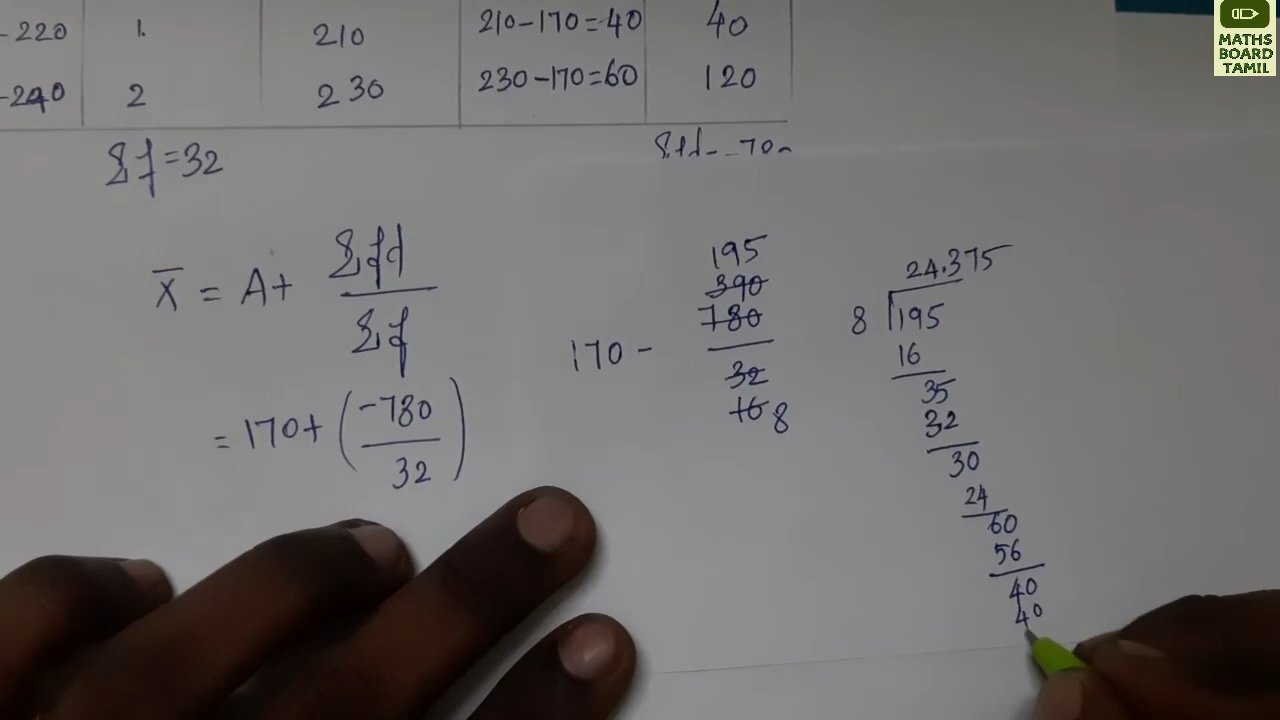 -220 1. 210 210-170=40 40
-240 2 230 230-170=60 120
Σf=32
x̄ = A+ Σfd / Σf
= 170+ (-780 / 32)
170 -
195
390
780
32
16 8
24.375
8 195
16
35
32
30
24
60
56
40
40
MATHS
BOARD
TAMIL